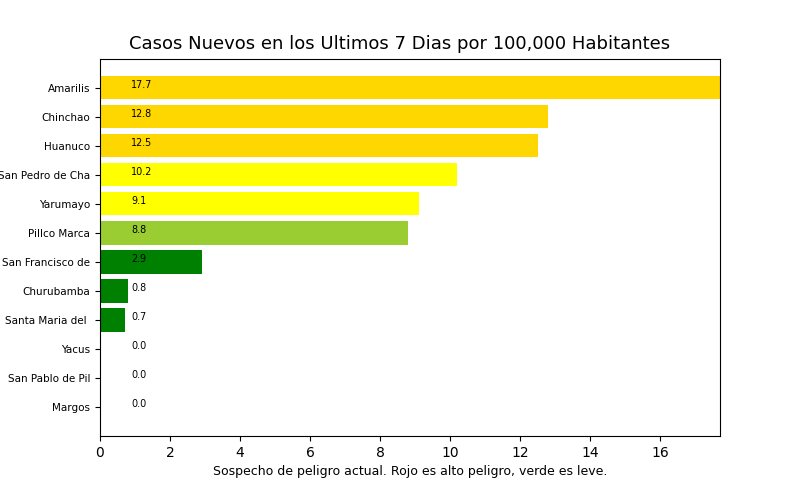 Casos Nuevos en los Ultimos 7 Dias por 100,000 Habitantes
Amarilis 17.7
Chinchao 12.8
Huanuco 12.5
San Pedro de Cha 10.2
Yarumayo 9.1
Pillco Marca 8.8
San Francisco de 2.9
Churubamba 0.8
Santa Maria del 0.7
Yacus 0.0
San Pablo de Pil 0.0
Margos 0.0
0 2 4 6 8 10 12 14 16
Sospecho de peligro actual. Rojo es alto peligro, verde es leve.